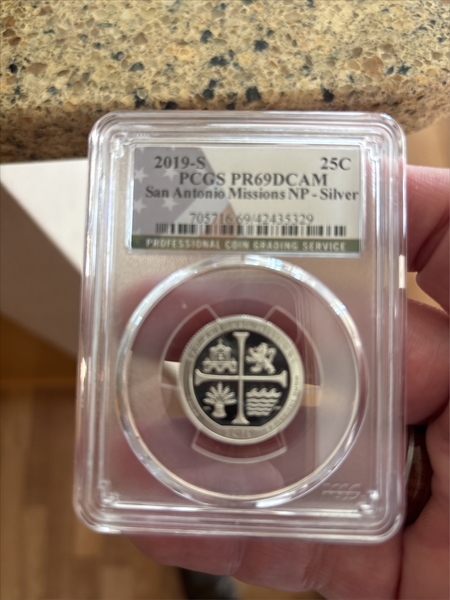 2019-S 25C
PCGS PR69DCAM
San Antonio Missions NP - Silver
705716.69/42435329
PROFESSIONAL COIN GRADING SERVICE